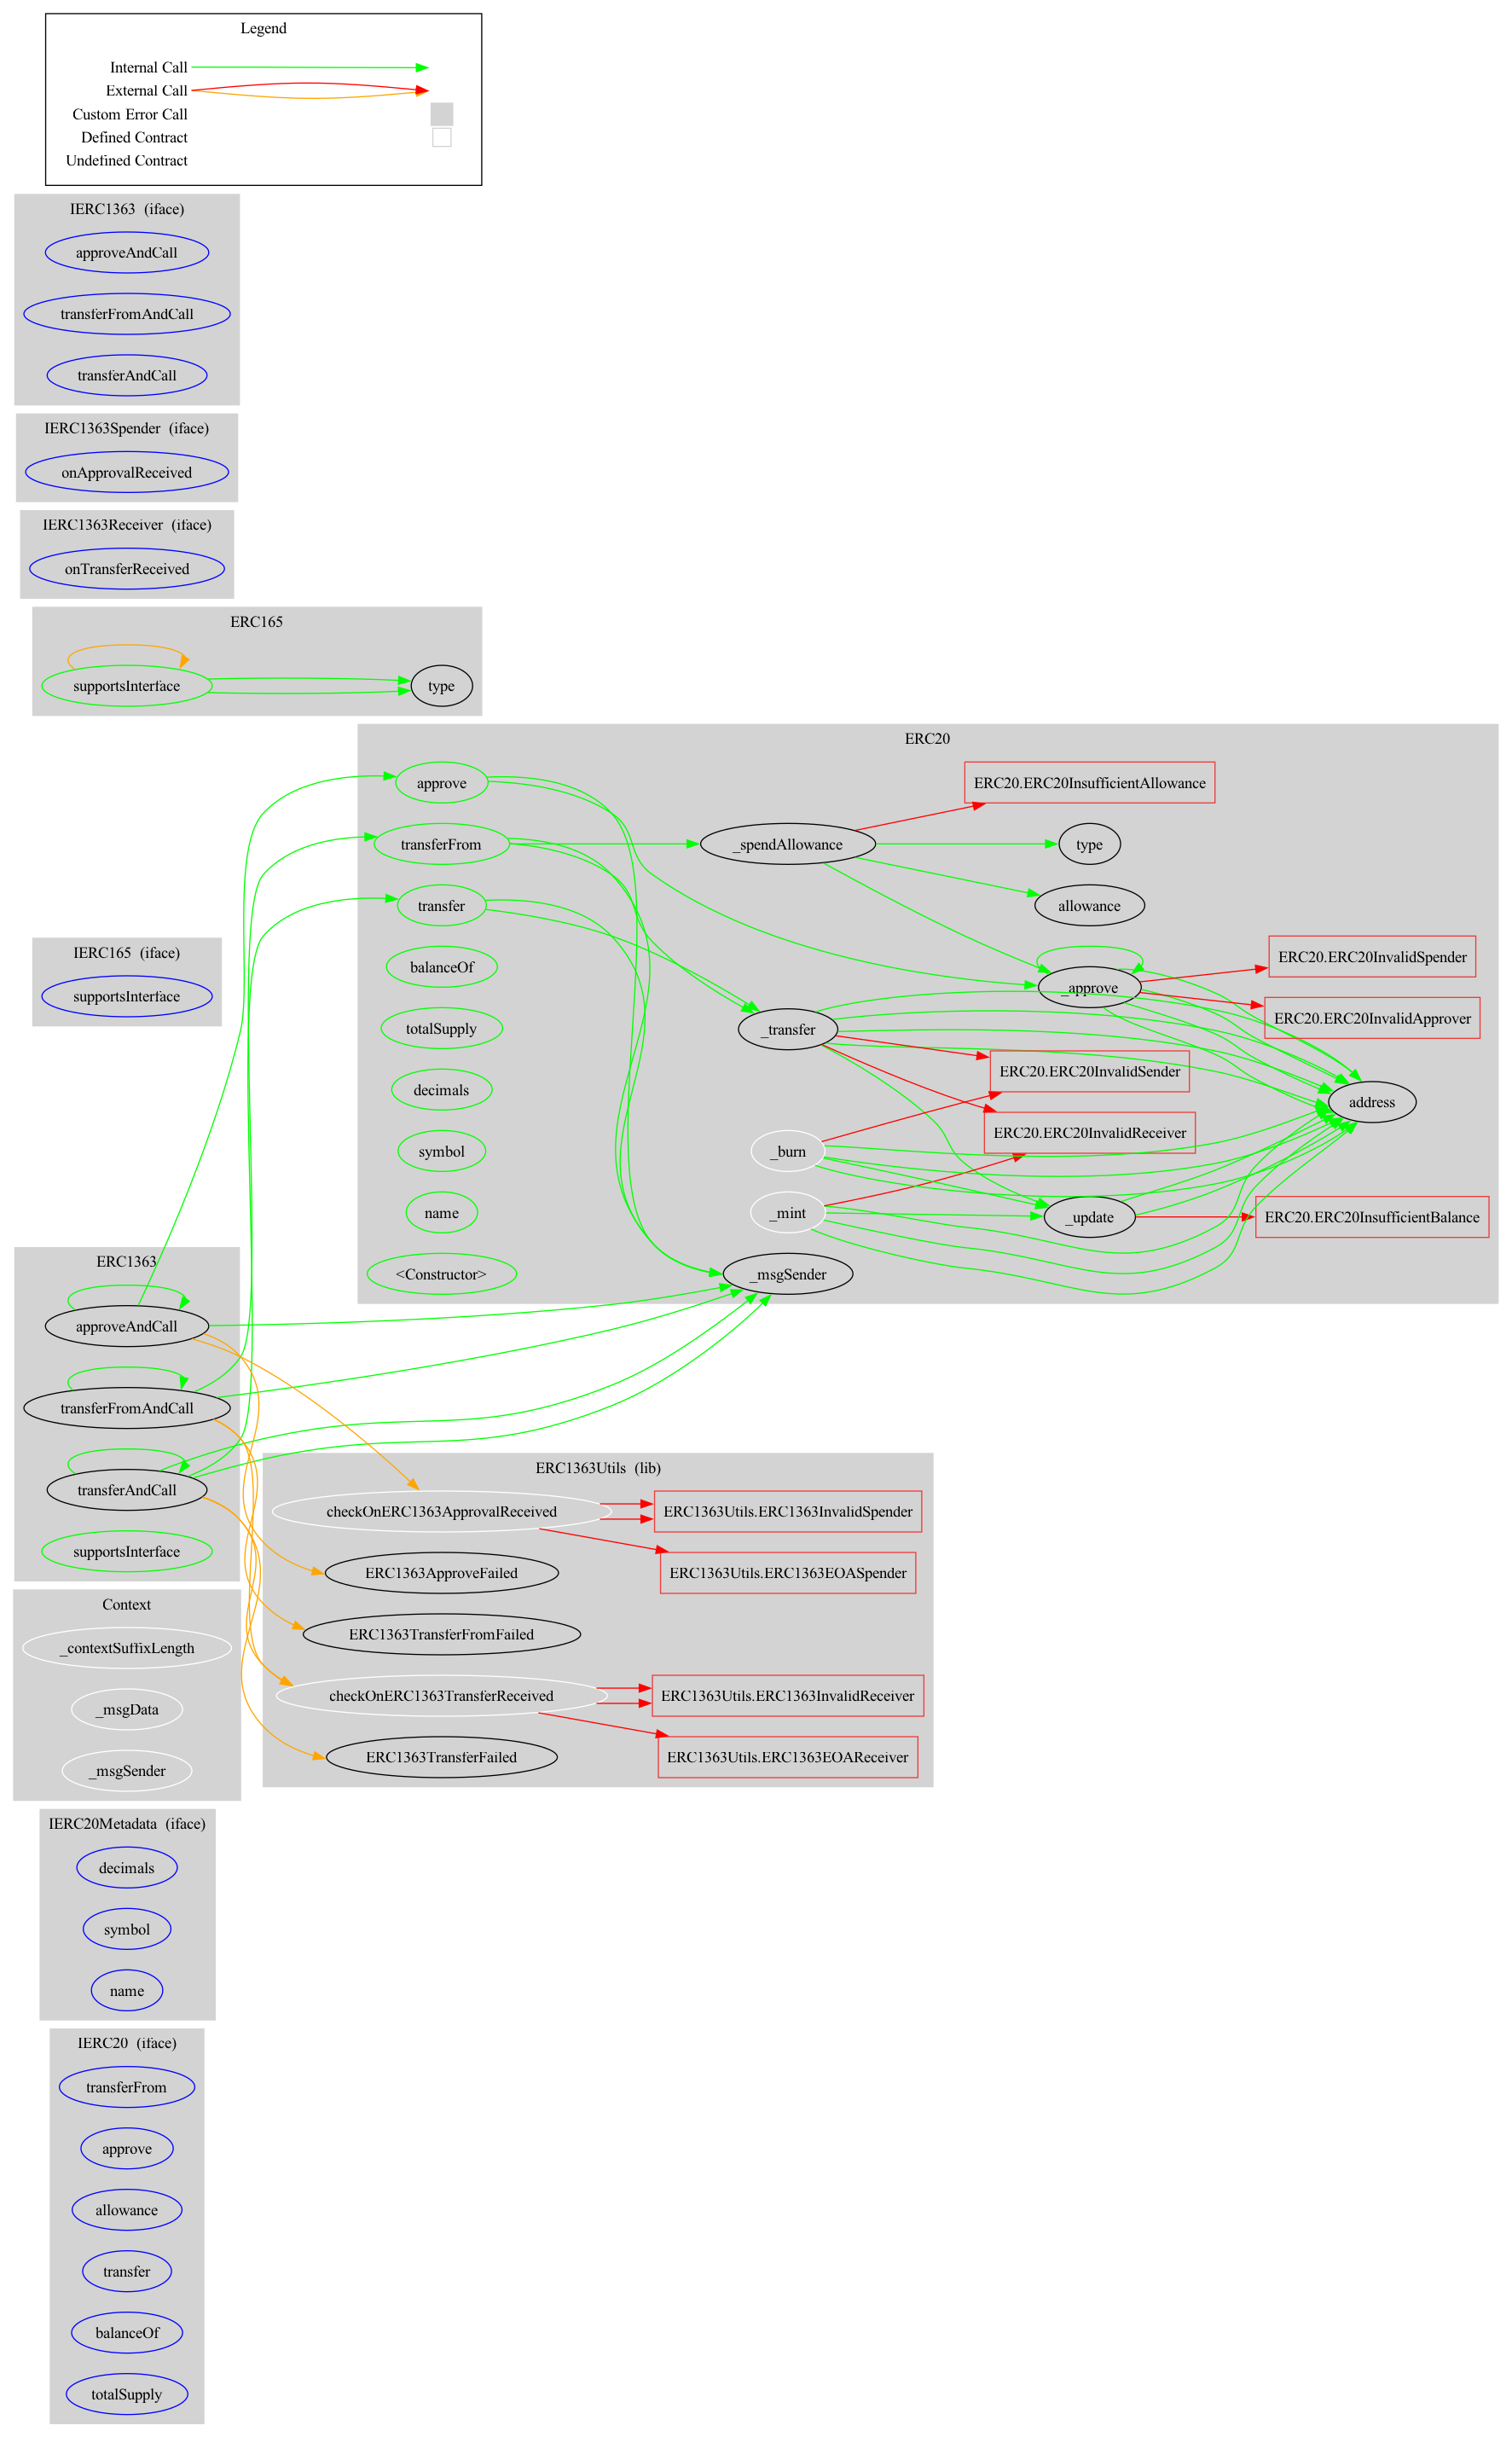 Legend
Internal Call
External Call
Custom Error Call
Defined Contract
Undefined Contract
IERC1363 (iface)
approveAndCall
transferFromAndCall
transferAndCall
IERC1363Spender (iface)
onApprovalReceived
IERC1363Receiver (iface)
onTransferReceived
ERC165
supportsInterface
type
ERC20
approve
transferFrom
transfer
balanceOf
totalSupply
decimals
symbol
name
<Constructor>
_spendAllowance
_transfer
_burn
_mint
_msgSender
ERC20.ERC20InsufficientAllowance
type
allowance
_approve
ERC20.ERC20InvalidSender
ERC20.ERC20InvalidReceiver
_update
ERC20.ERC20InvalidSpender
ERC20.ERC20InvalidApprover
address
ERC20.ERC20InsufficientBalance
IERC165 (iface)
supportsInterface
ERC1363
approveAndCall
transferFromAndCall
transferAndCall
supportsInterface
ERC1363Utils (lib)
checkOnERC1363ApprovalReceived
ERC1363ApproveFailed
ERC1363TransferFromFailed
checkOnERC1363TransferReceived
ERC1363TransferFailed
ERC1363Utils.ERC1363InvalidSpender
ERC1363Utils.ERC1363EOASpender
ERC1363Utils.ERC1363InvalidReceiver
ERC1363Utils.ERC1363EOAReceiver
Context
_contextSuffixLength
_msgData
_msgSender
IERC20Metadata (iface)
decimals
symbol
name
IERC20 (iface)
transferFrom
approve
allowance
transfer
balanceOf
totalSupply